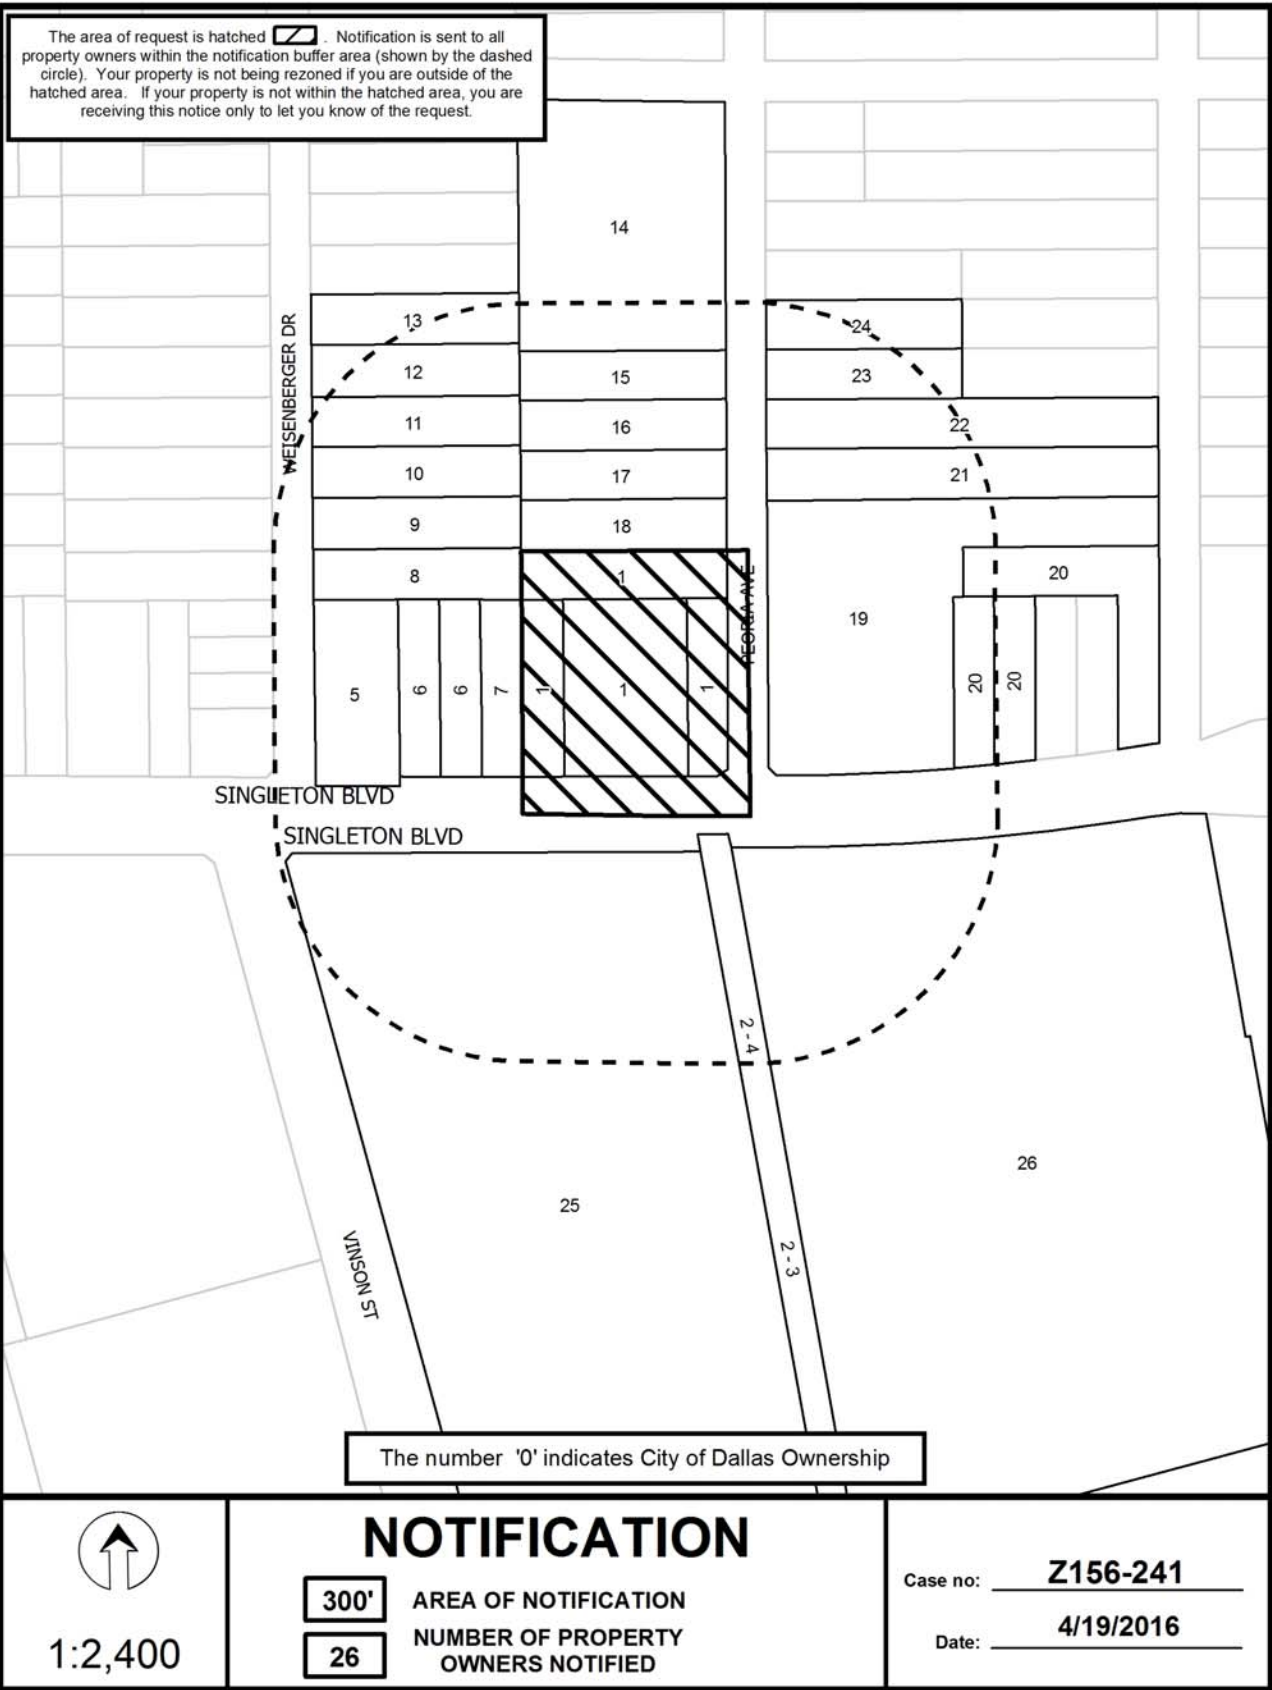 The area of request is hatched . Notification is sent to all
property owners within the notification buffer area (shown by the dashed
circle). Your property is not being rezoned if you are outside of the
hatched area. If your property is not within the hatched area, you are
receiving this notice only to let you know of the request.
14
13
24
12
15
23
WEISENBERGER DR
11
16
22
10
17
21
9
18
8
1
20
PEORIA AVE
19
5
6
6
7
1
1
1
20
20
SINGLETON BLVD
SINGLETON BLVD
2 - 4
26
25
2 - 3
VINSON ST
The number '0' indicates City of Dallas Ownership
1:2,400
NOTIFICATION
300' AREA OF NOTIFICATION
26 NUMBER OF PROPERTY
OWNERS NOTIFIED
Case no: Z156-241
Date: 4/19/2016